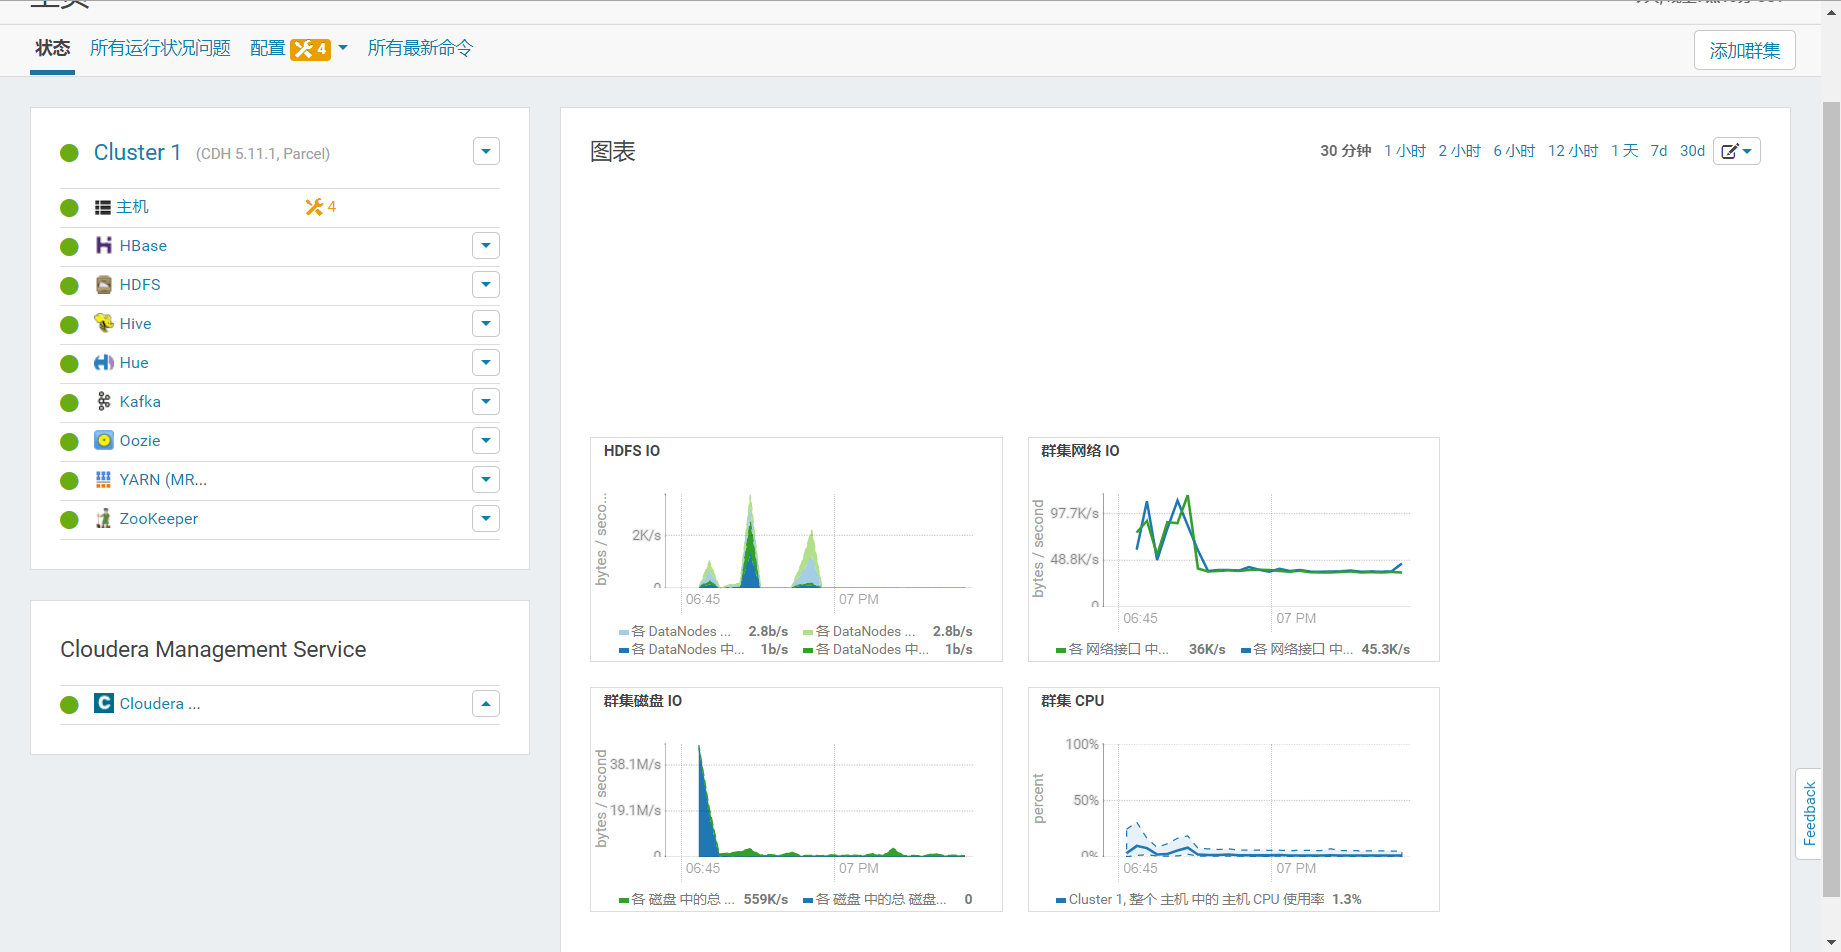 状态 所有运行状况问题 配置 4 所有最新命令 添加群集
Cluster 1 (CDH 5.11.1, Parcel)
主机 4
HBase
HDFS
Hive
Hue
Kafka
Oozie
YARN (MR...
ZooKeeper
Cloudera Management Service
Cloudera ...
图表
30 分钟 1 小时 2 小时 6 小时 12 小时 1 天 7d 30d
HDFS IO
bytes / seco...
2K/s
0
06:45 07 PM
各 DataNodes ... 2.8b/s 各 DataNodes ... 2.8b/s
各 DataNodes 中... 1b/s 各 DataNodes 中... 1b/s
群集网络 IO
bytes / second
97.7K/s
48.8K/s
0
06:45 07 PM
各 网络接口 中... 36K/s 各 网络接口 中... 45.3K/s
群集磁盘 IO
bytes / second
38.1M/s
19.1M/s
0
06:45 07 PM
各 磁盘 中的总 ... 559K/s 各 磁盘 中的总 磁盘... 0
群集 CPU
percent
100%
50%
0%
06:45 07 PM
Cluster 1, 整个 主机 中的 主机 CPU 使用率 1.3%
Feedback